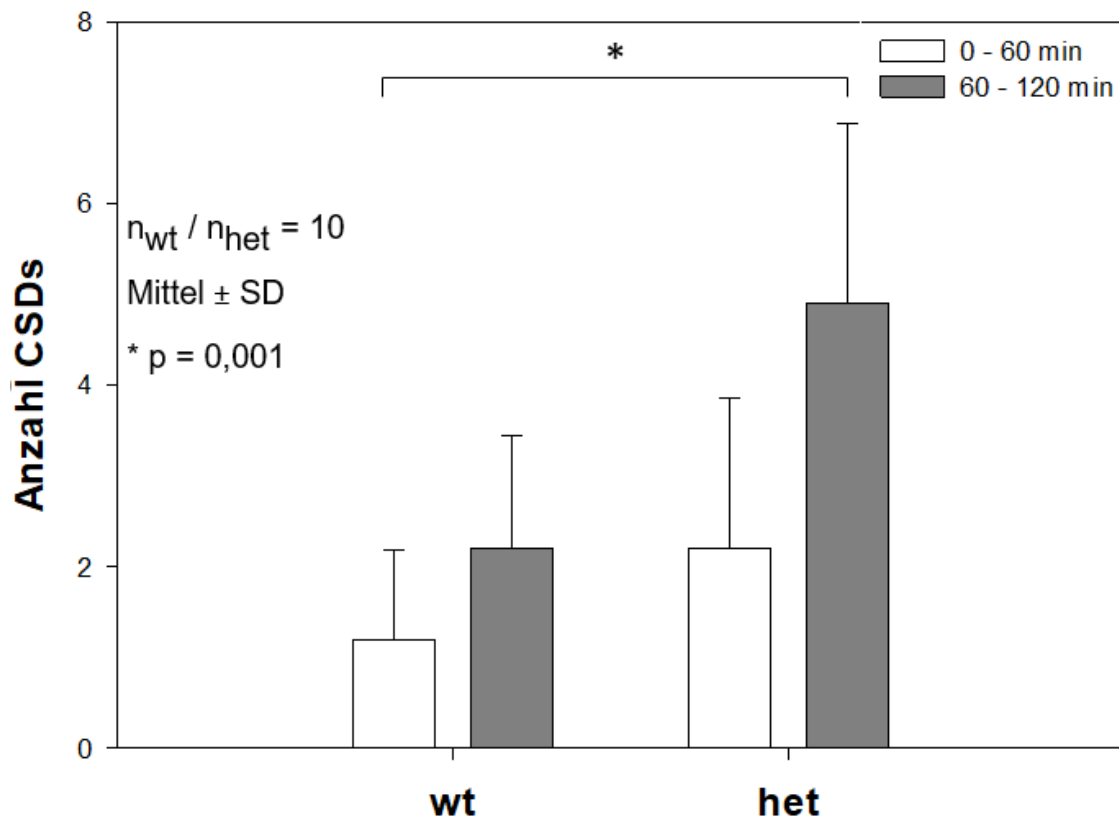 8
*
0 - 60 min
60 - 120 min
6
n_wt / n_het = 10
Mittel ± SD
* p = 0,001
Anzahl CSDs
4
2
0
wt het